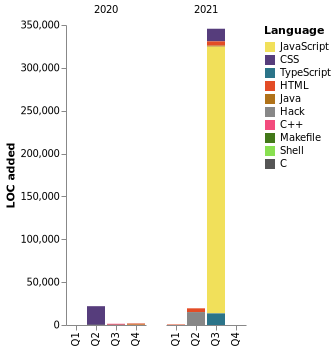 2020 2021
Language
JavaScript
CSS
TypeScript
HTML
Java
Hack
C++
Makefile
Shell
C
LOC added
350,000
300,000
250,000
200,000
150,000
100,000
50,000
0
Q1 Q2 Q3 Q4 Q1 Q2 Q3 Q4